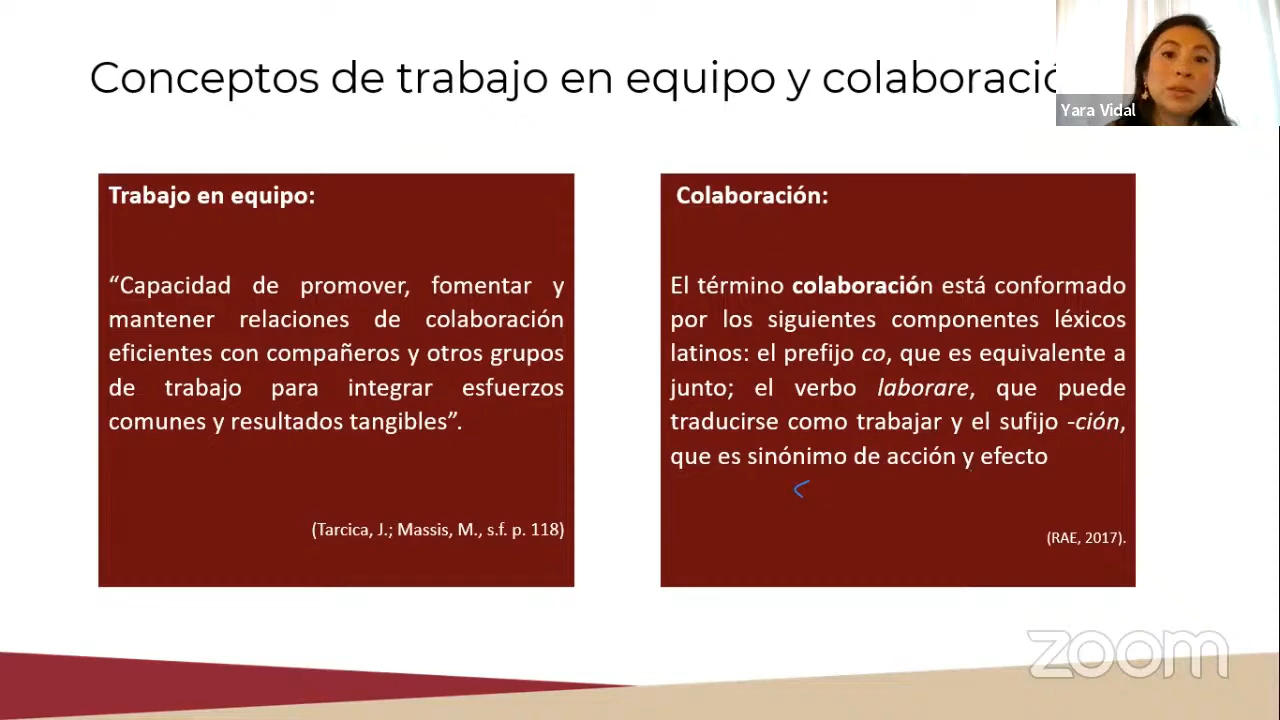 Conceptos de trabajo en equipo y colaboració
Yara Vidal
Trabajo en equipo:
“Capacidad de promover, fomentar y
mantener relaciones de colaboración
eficientes con compañeros y otros grupos
de trabajo para integrar esfuerzos
comunes y resultados tangibles”.
(Tarcica, J.; Massis, M., s.f. p. 118)
Colaboración:
El término colaboración está conformado
por los siguientes componentes léxicos
latinos: el prefijo co, que es equivalente a
junto; el verbo laborare, que puede
traducirse como trabajar y el sufijo -ción,
que es sinónimo de acción y efecto
(RAE, 2017).
zoom